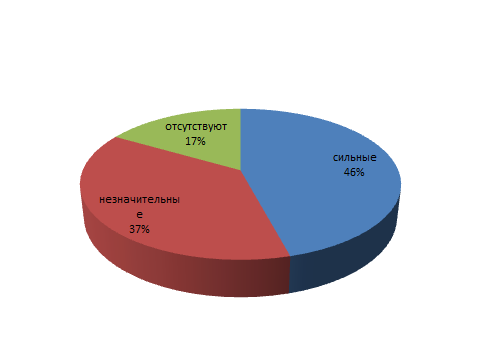 отсутствуют
17%
сильные
46%
незначительны
е
37%